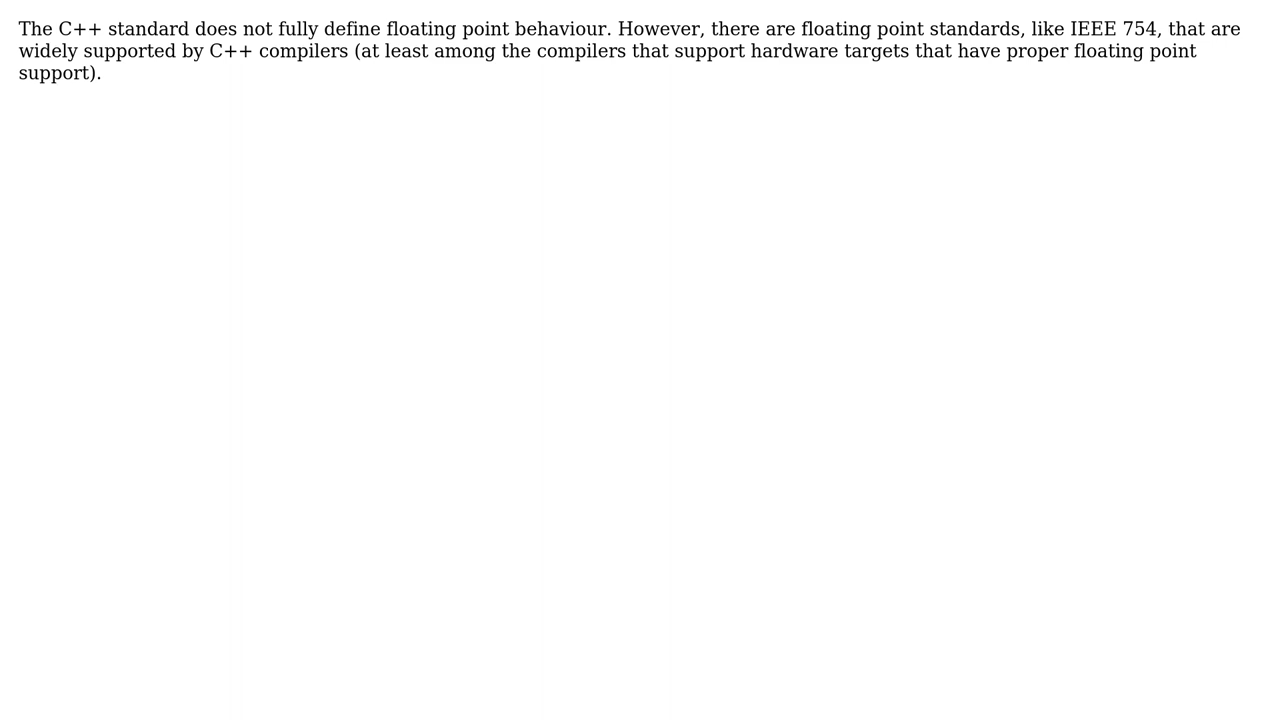 The C++ standard does not fully define floating point behaviour. However, there are floating point standards, like IEEE 754, that are
widely supported by C++ compilers (at least among the compilers that support hardware targets that have proper floating point
support).